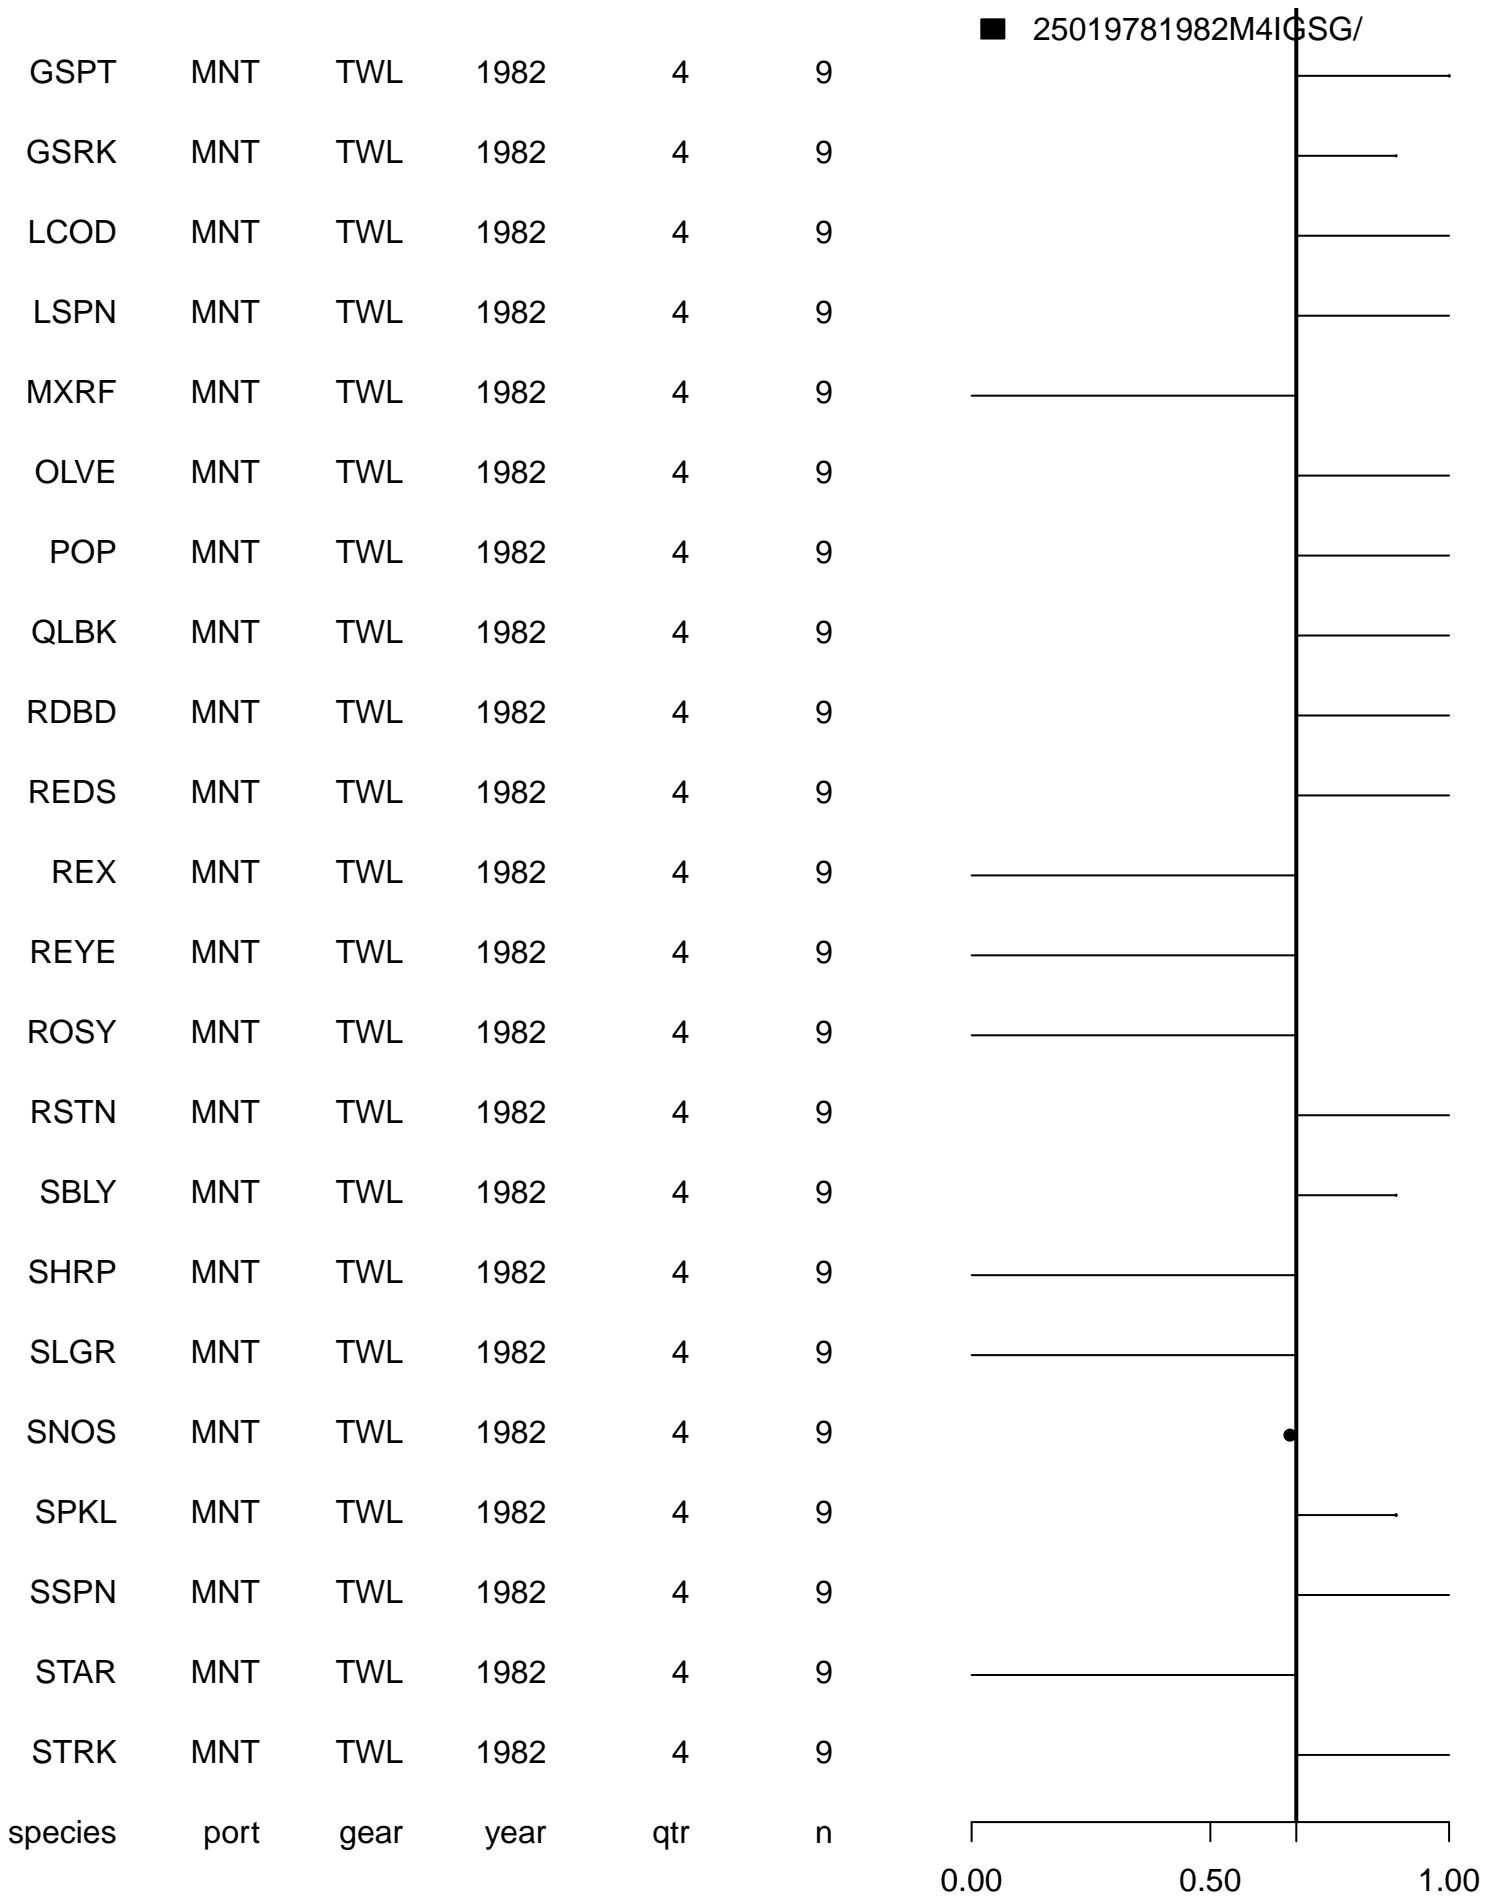 25019781982M4IGSG/
GSPT MNT TWL 1982 4 9
GSRK MNT TWL 1982 4 9
LCOD MNT TWL 1982 4 9
LSPN MNT TWL 1982 4 9
MXRF MNT TWL 1982 4 9
OLVE MNT TWL 1982 4 9
POP MNT TWL 1982 4 9
QLBK MNT TWL 1982 4 9
RDBD MNT TWL 1982 4 9
REDS MNT TWL 1982 4 9
REX MNT TWL 1982 4 9
REYE MNT TWL 1982 4 9
ROSY MNT TWL 1982 4 9
RSTN MNT TWL 1982 4 9
SBLY MNT TWL 1982 4 9
SHRP MNT TWL 1982 4 9
SLGR MNT TWL 1982 4 9
SNOS MNT TWL 1982 4 9
SPKL MNT TWL 1982 4 9
SSPN MNT TWL 1982 4 9
STAR MNT TWL 1982 4 9
STRK MNT TWL 1982 4 9
species port gear year qtr n
0.00 0.50 1.00